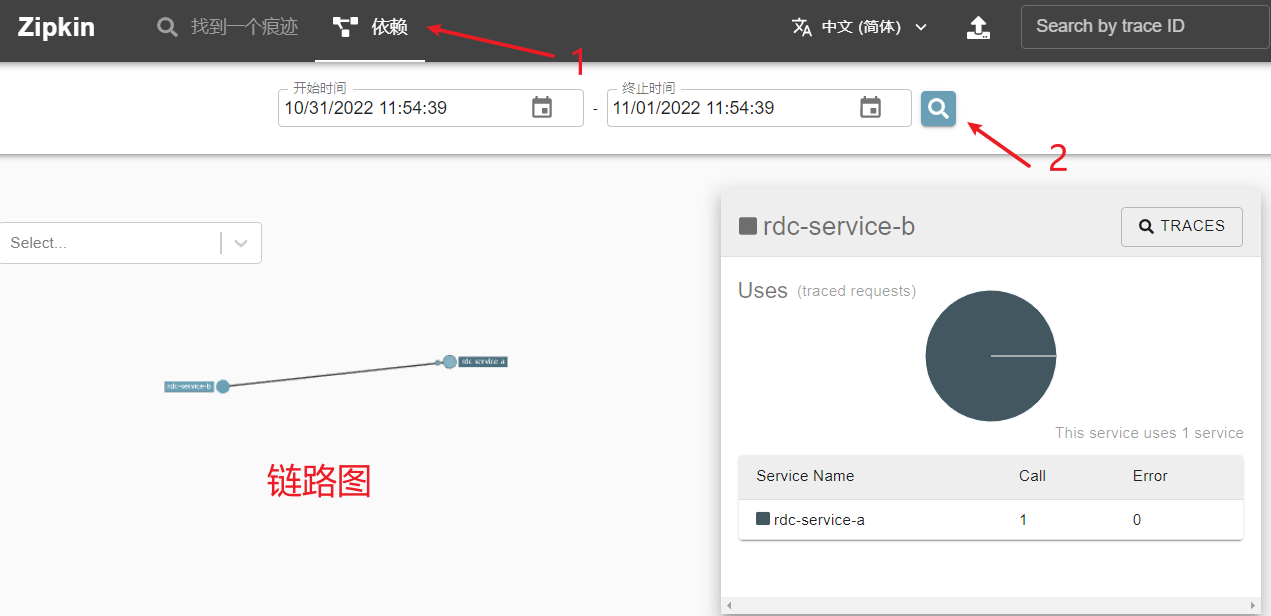 Zipkin
找到一个痕迹
依赖
中文 (简体)
Search by trace ID
1
开始时间
10/31/2022 11:54:39
-
终止时间
11/01/2022 11:54:39
2
Select...
rdc-service-b
TRACES
Uses (traced requests)
rdc-service-a
rdc-service-b
This service uses 1 service
链路图
Service Name Call Error
rdc-service-a 1 0